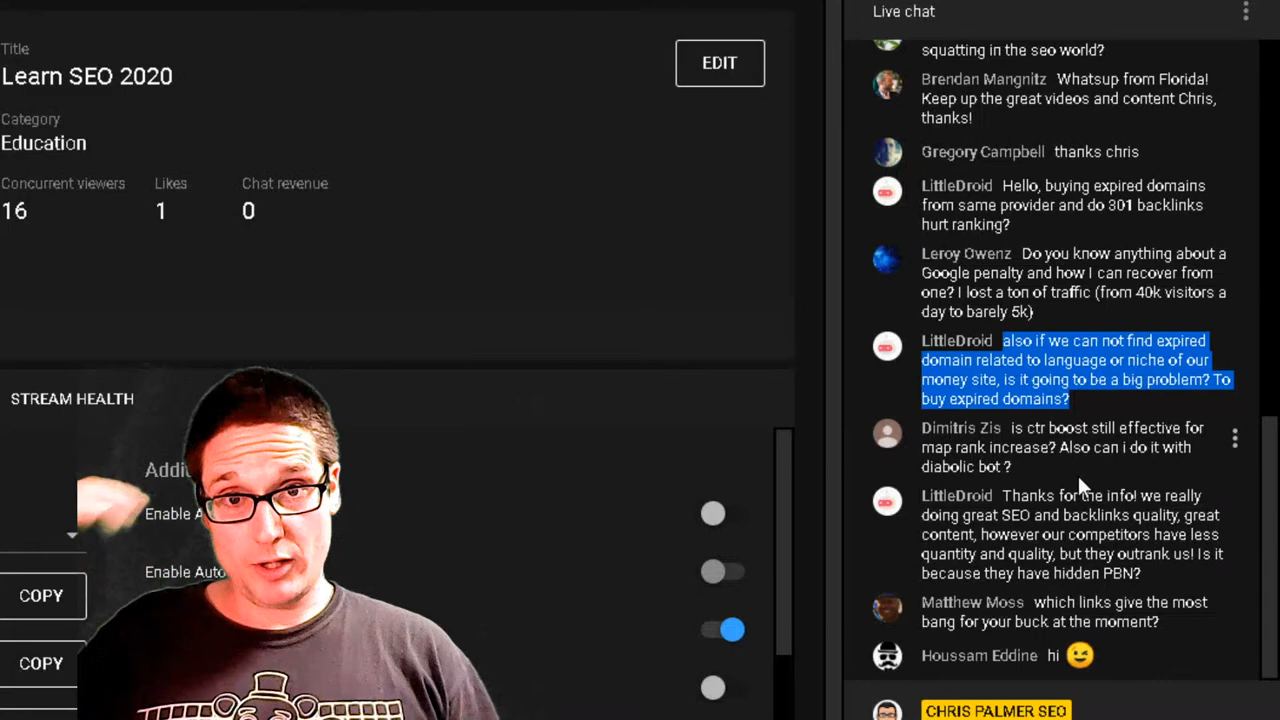 Title
Learn SEO 2020
EDIT
Category
Education
Concurrent viewers
Likes
Chat revenue
16
1
0
STREAM HEALTH
Enable Auto
COPY
COPY
Live chat
squatting in the seo world?
Brendan Mangnitz Whatsup from Florida!
Keep up the great videos and content Chris,
thanks!
Gregory Campbell thanks chris
LittleDroid Hello, buying expired domains
from same provider and do 301 backlinks
hurt ranking?
Leroy Owenz Do you know anything about a
Google penalty and how I can recover from
one? I lost a ton of traffic (from 40k visitors a
day to barely 5k)
LittleDroid also if we can not find expired
domain related to language or niche of our
money site, is it going to be a big problem? To
buy expired domains?
Dimitris Zis is ctr boost still effective for
map rank increase? Also can i do it with
diabolic bot ?
LittleDroid Thanks for the info! we really
doing great SEO and backlinks quality, great
content, however our competitors have less
quantity and quality, but they outrank us! Is it
because they have hidden PBN?
Matthew Moss which links give the most
bang for your buck at the moment?
Houssam Eddine hi 😉
CHRIS PALMER SEO